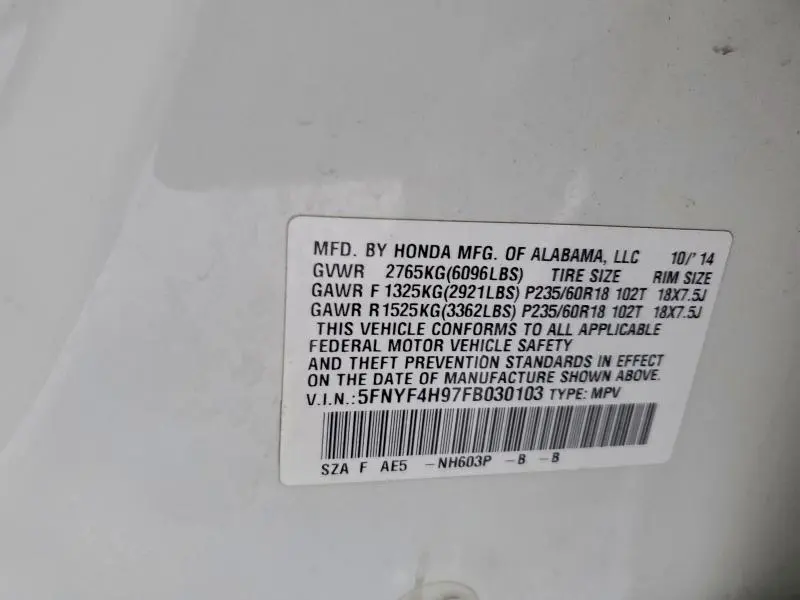 MFD. BY HONDA MFG. OF ALABAMA, LLC 10/'14
GVWR 2765KG(6096LBS) TIRE SIZE RIM SIZE
GAWR F 1325KG(2921LBS) P235/60R18 102T 18X7.5J
GAWR R1525KG(3362LBS) P235/60R18 102T 18X7.5J
THIS VEHICLE CONFORMS TO ALL APPLICABLE
FEDERAL MOTOR VEHICLE SAFETY
AND THEFT PREVENTION STANDARDS IN EFFECT
ON THE DATE OF MANUFACTURE SHOWN ABOVE.
V.I.N.:5FNYF4H97FB030103 TYPE: MPV
SZA F AE5 -NH603P -B -B